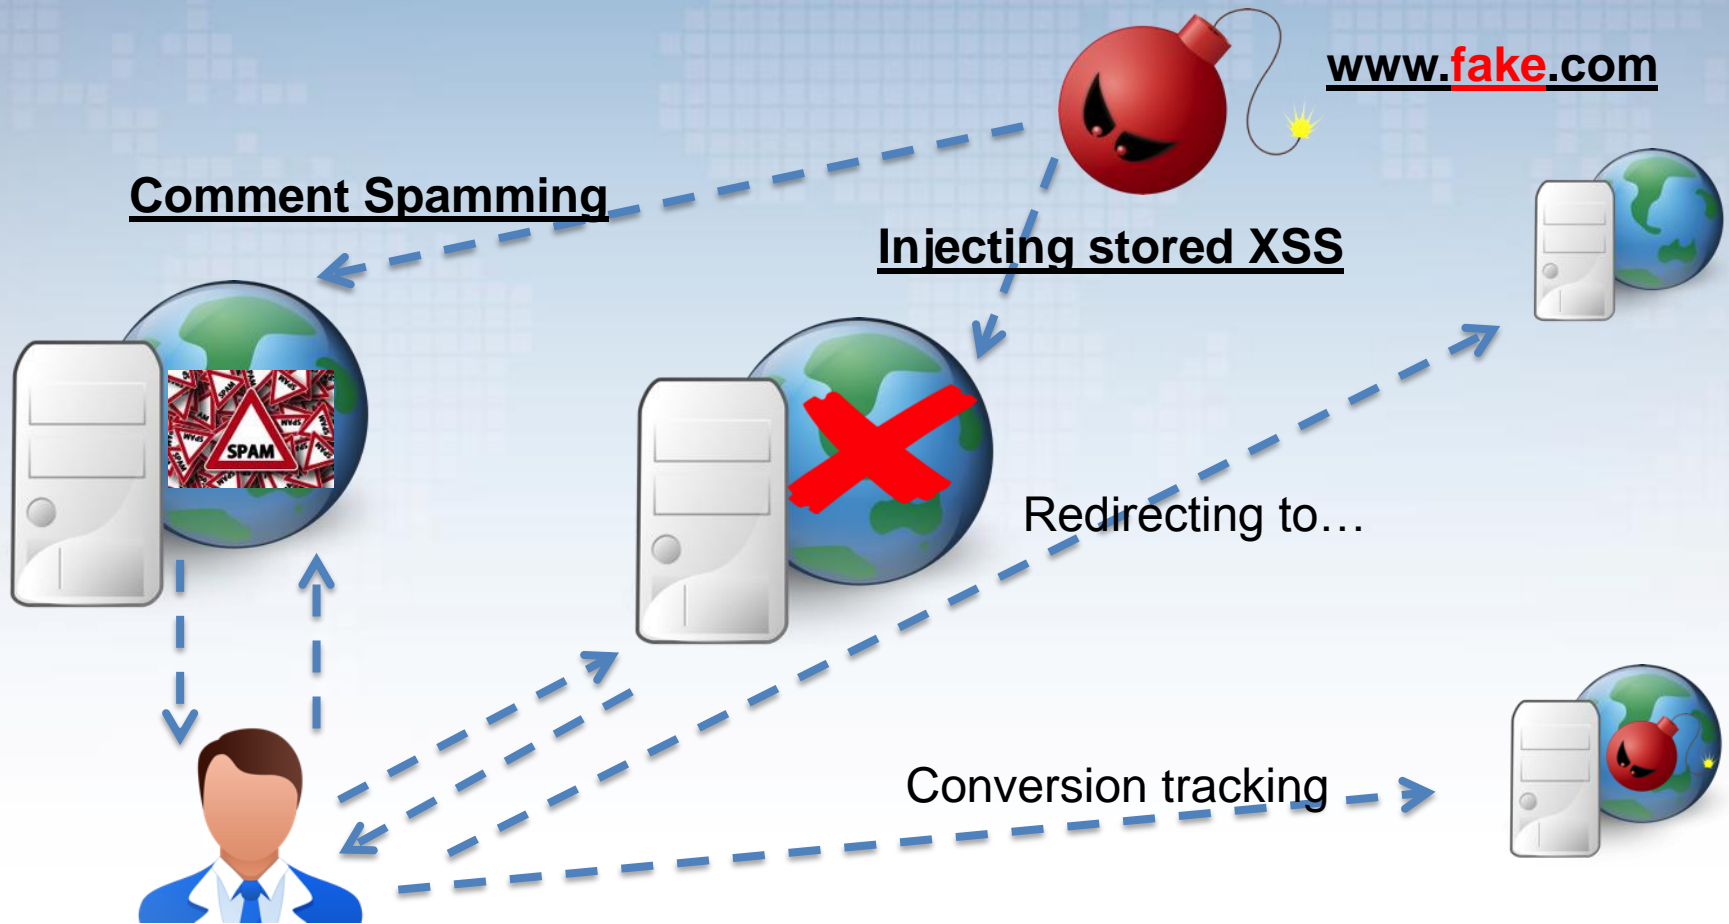 www.fake.com
Comment Spamming
Injecting stored XSS
SPAM
Redirecting to…
Conversion tracking